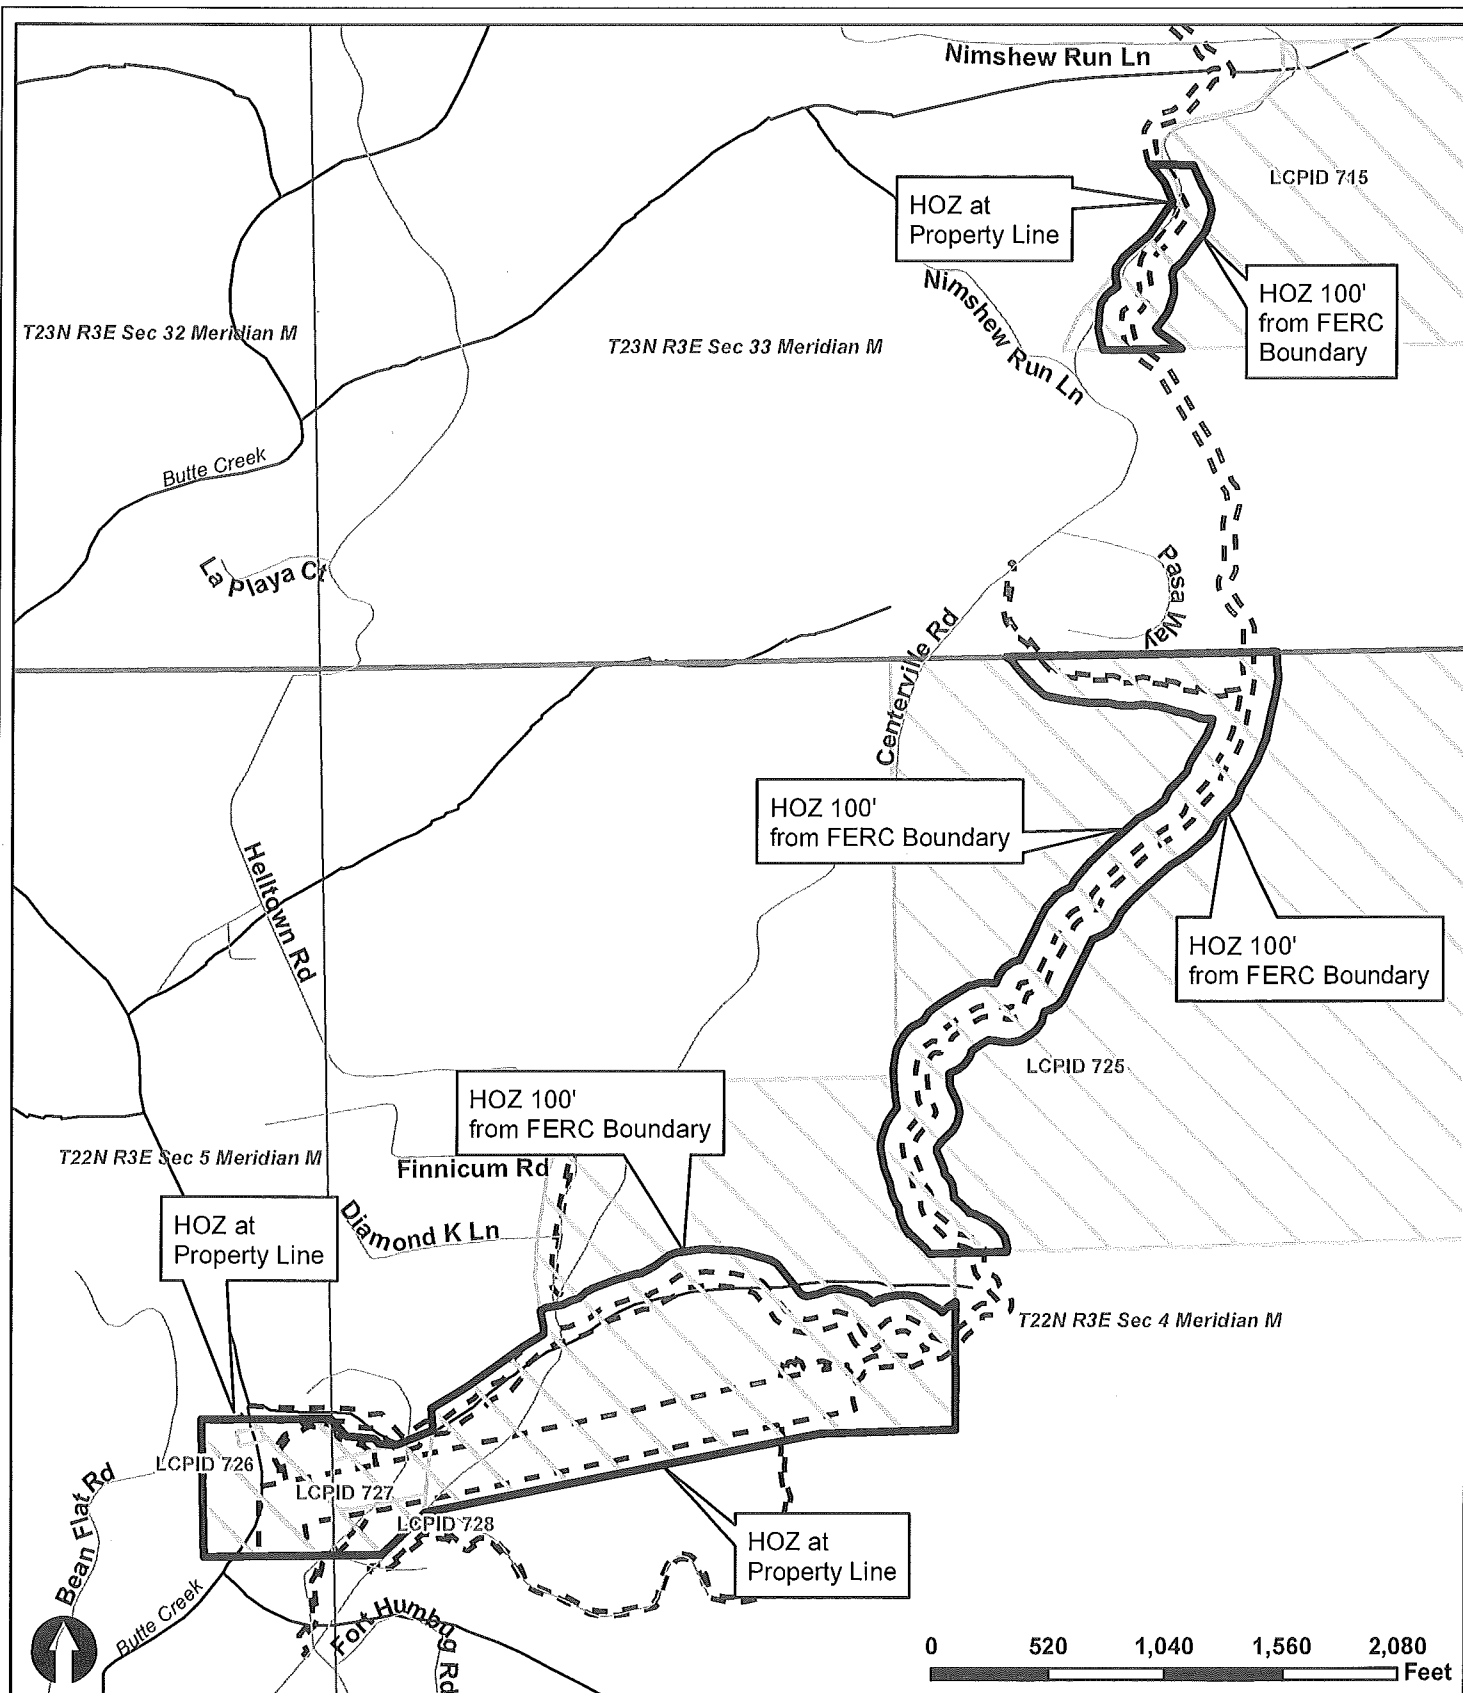 Nimshew Run Ln
LCPID 715
HOZ at
Property Line
HOZ 100'
from FERC
Boundary
Nimshew Run Ln
T23N R3E Sec 32 Meridian M
T23N R3E Sec 33 Meridian M
Butte Creek
La Playa Ct
Pasa Way
Centerville Rd
HOZ 100'
from FERC Boundary
Helltown Rd
HOZ 100'
from FERC Boundary
LCPID 725
HOZ 100'
from FERC Boundary
T22N R3E Sec 5 Meridian M
Finnicum Rd
Diamond K Ln
HOZ at
Property Line
T22N R3E Sec 4 Meridian M
LCPID 726
LCPID 727
LCPID 728
Bean Flat Rd
HOZ at
Property Line
Butte Creek
Fort Humbug Rd
0 520 1,040 1,560 2,080
Feet